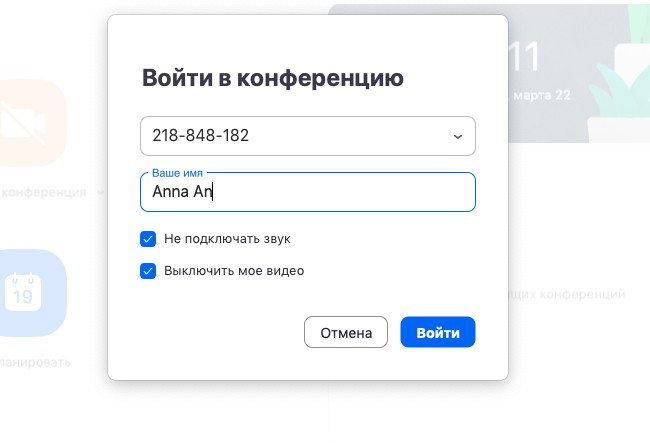 Войти в конференцию
218-848-182
Ваше имя
Anna An
Не подключать звук
Выключить мое видео
Отмена
Войти
11
марта 22
конференция
19
ланировать
щих конференций